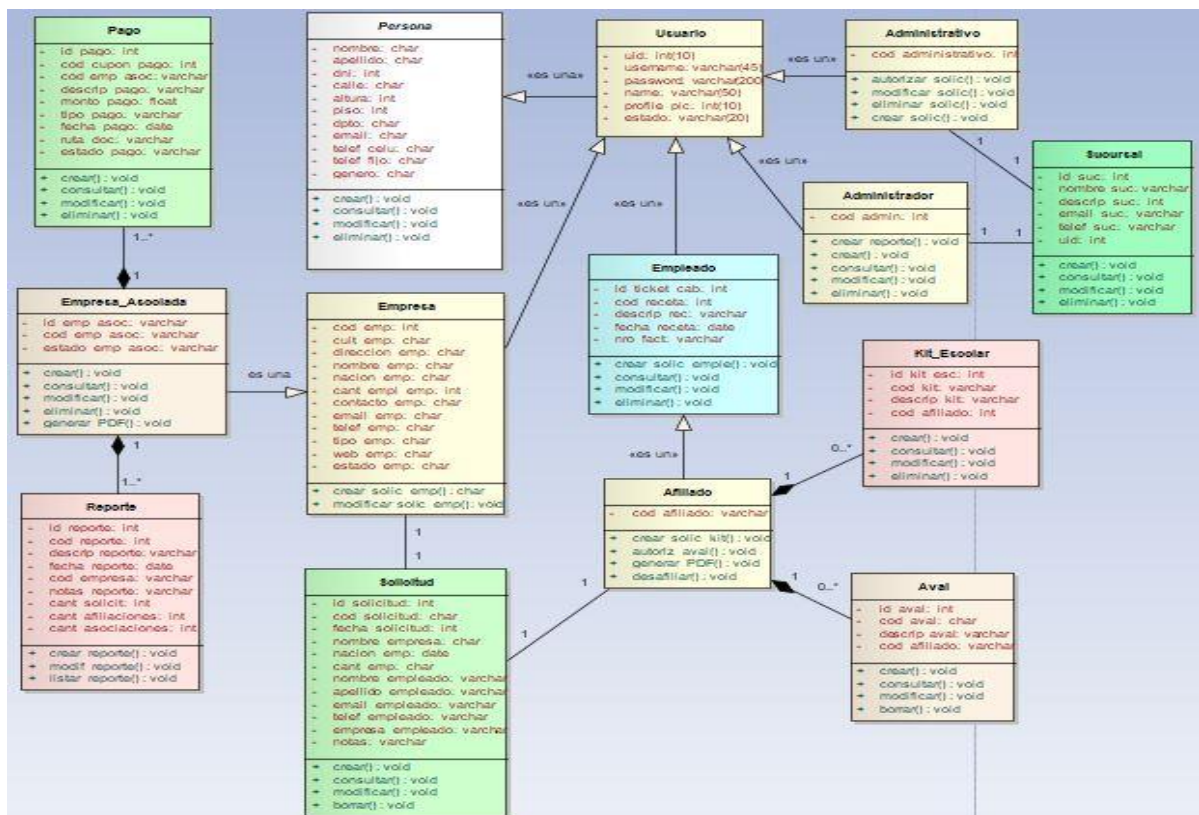 Pago
- id pago: int
- cod cupon pago: int
- cod emp asoc: varchar
- descrip pago: varchar
- monto pago: float
- tipo pago: varchar
- fecha pago: date
- ruta doc: varchar
- estado pago: varchar
+ crear() : void
+ consultar() : void
+ modificar() : void
+ eliminar() : void
1..*
1
Empresa_Asociada
- id emp asoc: varchar
- cod emp asoc: varchar
- estado emp asoc: varchar
+ crear() : void
+ consultar() : void
+ modificar() : void
+ eliminar() : void
+ generar PDF() : void
es una
1
1..*
Reporte
- id reporte: int
- cod reporte: int
- descrip reporte: varchar
- fecha reporte: date
- cod empresa: varchar
- notas reporte: varchar
- cant solicit: int
- cant afiliaciones: int
- cant asociaciones: int
+ crear reporte() : void
+ modif reporte() : void
+ listar reporte() : void
Persona
- nombre: char
- apellido: char
- dni: int
- calle: char
- altura: int
- piso: int
- dpto: char
- email: char
- telef celu: char
- telef fijo: char
- genero: char
+ crear() : void
+ consultar() : void
+ modificar() : void
+ eliminar() : void
«es una»
Empresa
- cod emp: int
- cuit emp: char
- direccion emp: char
- nombre emp: char
- nacion emp: char
- cant empl emp: int
- contacto emp: char
- email emp: char
- telef emp: char
- tipo emp: char
- web emp: char
- estado emp: char
+ crear solic emp() : char
+ modificar solic emp() : void
«es un»
1
1
Solicitud
- id solicitud: int
- cod solicitud: char
- fecha solicitud: int
- nombre empresa: char
- nacion emp: date
- cant emp: char
- nombre empleado: varchar
- apellido empleado: varchar
- email empleado: varchar
- telef empleado: varchar
- empresa empleado: varchar
- notas: varchar
+ crear() : void
+ consultar() : void
+ modificar() : void
+ borrar() : void
Usuario
- uid: int(10)
- username: varchar(45)
- password: varchar(200)
- name: varchar(50)
- profile pic: int(10)
- estado: varchar(20)
«es un»
«es un»
«es un»
Administrativo
- cod administrativo: int
+ autorizar solic() : void
+ modificar solic() : void
+ eliminar solic() : void
+ crear solic() : void
1
1
Sucursal
- id suc: int
- nombre suc: varchar
- descrip suc: int
- email suc: varchar
- telef suc: varchar
- uid: int
+ crear() : void
+ consultar() : void
+ modificar() : void
+ eliminar() : void
Administrador
- cod admin: int
+ crear reporte() : void
+ crear() : void
+ consultar() : void
+ modificar() : void
+ eliminar() : void
1
1
Empleado
- id ticket cab: int
- cod receta: int
- descrip rec: varchar
- fecha receta: date
- nro fact: varchar
+ crear solic emple() : void
+ consultar() : void
+ modificar() : void
+ eliminar() : void
«es un»
Afiliado
- cod afiliado: varchar
+ crear solic kit() : void
+ autoriz aval() : void
+ generar PDF() : void
+ desafiliar() : void
1
1
1
0..*
1
0..*
Kit_Escolar
- id kit esc: int
- cod kit: varchar
- descrip kit: varchar
- cod afiliado: int
+ crear() : void
+ consultar() : void
+ modificar() : void
+ eliminar() : void
Aval
- id aval: int
- cod aval: char
- descrip aval: varchar
- cod afiliado: varchar
+ crear() : void
+ consultar() : void
+ modificar() : void
+ borrar() : void